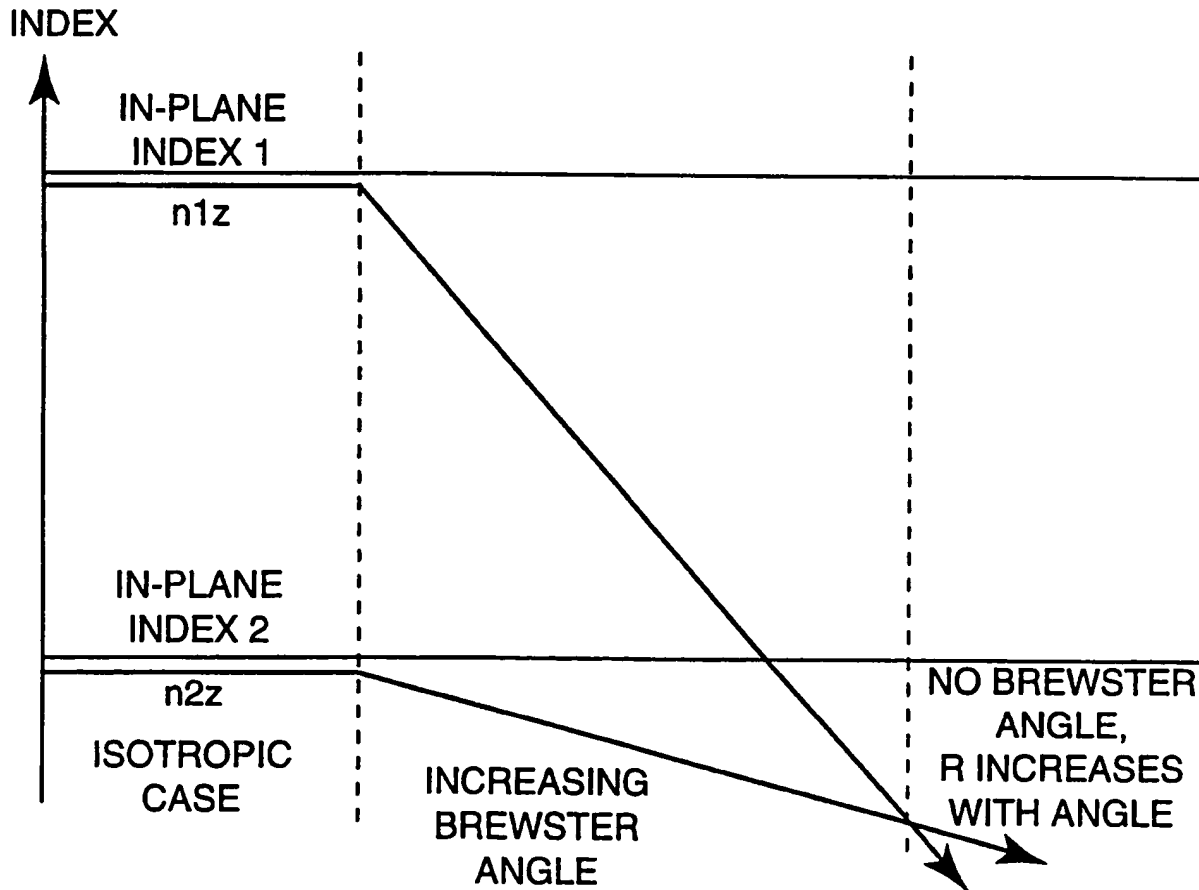 INDEX
IN-PLANE
INDEX 1
n1z
IN-PLANE
INDEX 2
n2z
ISOTROPIC
CASE
INCREASING
BREWSTER
ANGLE
NO BREWSTER
ANGLE,
R INCREASES
WITH ANGLE